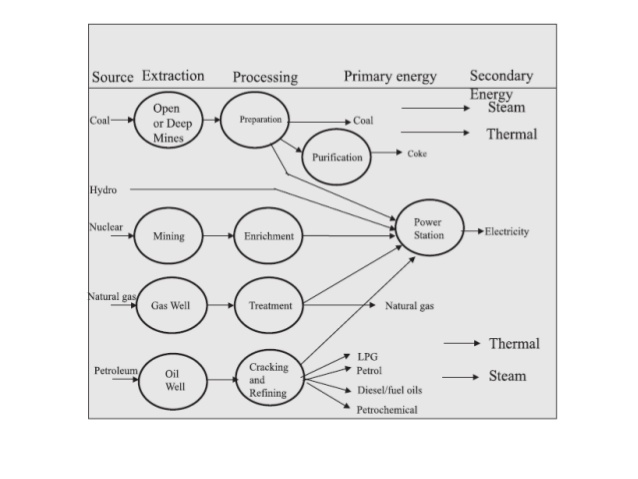 Source Extraction Processing Primary energy Secondary
Energy
Coal
Open
or Deep
Mines
Preparation
Coal
Steam
Thermal
Purification
Coke
Hydro
Nuclear
Mining
Enrichment
Power
Station
Electricity
Natural gas
Gas Well
Treatment
Natural gas
Thermal
Petroleum
Oil
Well
Cracking
and
Refining
LPG
Petrol
Diesel/fuel oils
Petrochemical
Steam